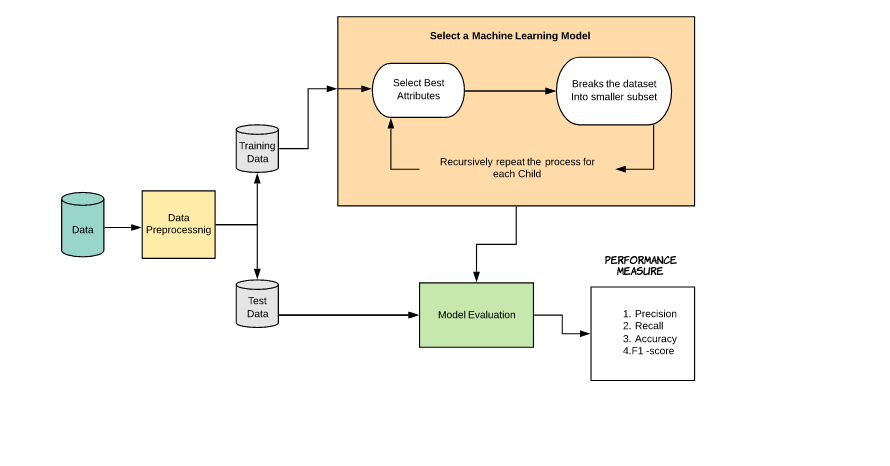 Select a Machine Learning Model
Select Best
Attributes
Breaks the dataset
Into smaller subset
Recursively repeat the process for
each Child
Training
Data
Data
Data
Preprocessnig
Test
Data
Model Evaluation
PERFORMANCE
MEASURE
1. Precision
2. Recall
3. Accuracy
4.F1 -score